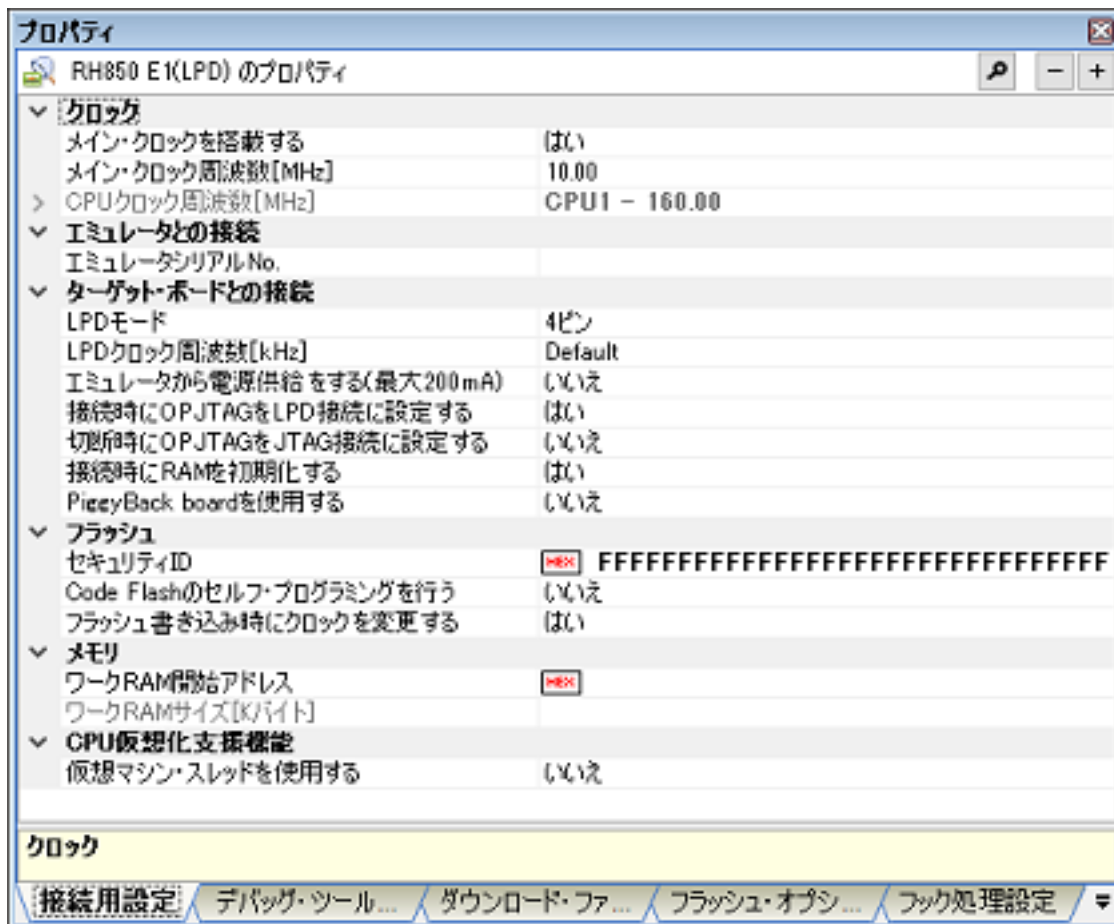 プロパティ
RH850 E1(LPD) のプロパティ
クロック
メイン・クロックを搭載する はい
メイン・クロック周波数[MHz] 10.00
CPUクロック周波数[MHz] CPU1 - 160.00
エミュレータとの接続
エミュレータシリアルNo.
ターゲット・ボードとの接続
LPDモード 4ピン
LPDクロック周波数[kHz] Default
エミュレータから電源供給をする(最大200mA) いいえ
接続時にOPJTAGをLPD接続に設定する はい
切断時にOPJTAGをJTAG接続に設定する いいえ
接続時にRAMを初期化する はい
PiggyBack boardを使用する いいえ
フラッシュ
セキュリティID HEX FFFFFFFFFFFFFFFFFFFFFFFFFFFFFFFF
Code Flashのセルフ・プログラミングを行う いいえ
フラッシュ書き込み時にクロックを変更する はい
メモリ
ワークRAM開始アドレス HEX
ワークRAMサイズ[Kバイト]
CPU仮想化支援機能
仮想マシン・スレッドを使用する いいえ
クロック
接続用設定 デバッグ・ツール... ダウンロード・ファ... フラッシュ・オプシ... フック処理設定